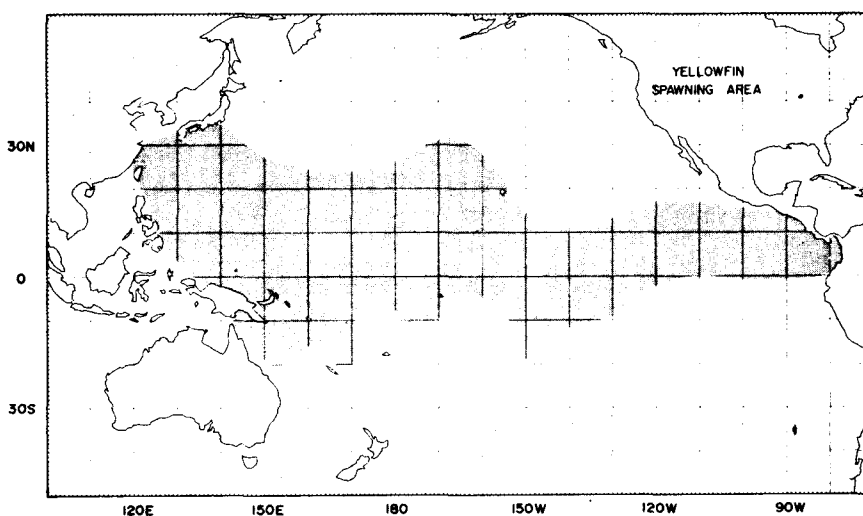 YELLOWFIN
SPAWNING AREA
30N
0
30S
120E 150E 180 150W 120W 90W